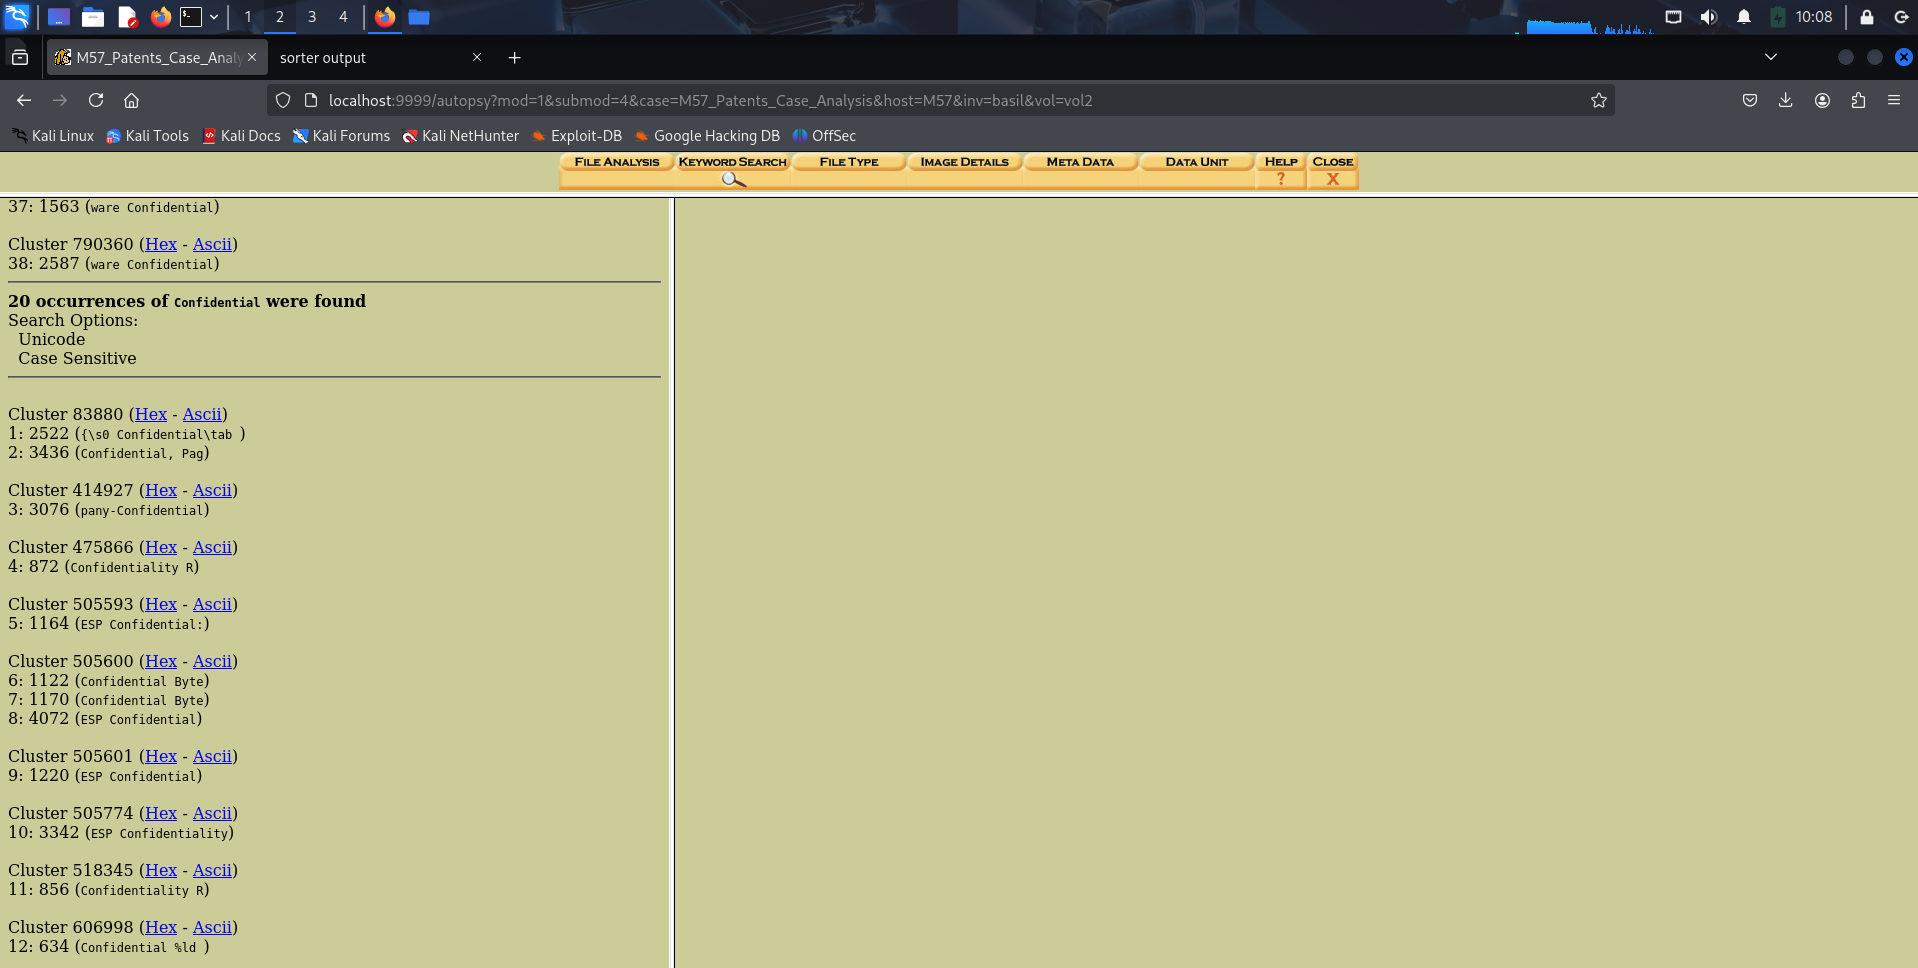 1 2 3 4
10:08
M57_Patents_Case_Analy
sorter output
localhost:9999/autopsy?mod=1&submod=4&case=M57_Patents_Case_Analysis&host=M57&inv=basil&vol=vol2
Kali Linux Kali Tools Kali Docs Kali Forums Kali NetHunter Exploit-DB Google Hacking DB OffSec
FILE ANALYSIS KEYWORD SEARCH FILE TYPE IMAGE DETAILS META DATA DATA UNIT HELP CLOSE
? X
37: 1563 (ware Confidential)
Cluster 790360 (Hex - Ascii)
38: 2587 (ware Confidential)
20 occurrences of Confidential were found
Search Options:
Unicode
Case Sensitive
Cluster 83880 (Hex - Ascii)
1: 2522 ({\s0 Confidential\tab )
2: 3436 (Confidential, Pag)
Cluster 414927 (Hex - Ascii)
3: 3076 (pany-Confidential)
Cluster 475866 (Hex - Ascii)
4: 872 (Confidentiality R)
Cluster 505593 (Hex - Ascii)
5: 1164 (ESP Confidential:)
Cluster 505600 (Hex - Ascii)
6: 1122 (Confidential Byte)
7: 1170 (Confidential Byte)
8: 4072 (ESP Confidential)
Cluster 505601 (Hex - Ascii)
9: 1220 (ESP Confidential)
Cluster 505774 (Hex - Ascii)
10: 3342 (ESP Confidentiality)
Cluster 518345 (Hex - Ascii)
11: 856 (Confidentiality R)
Cluster 606998 (Hex - Ascii)
12: 634 (Confidential %ld )